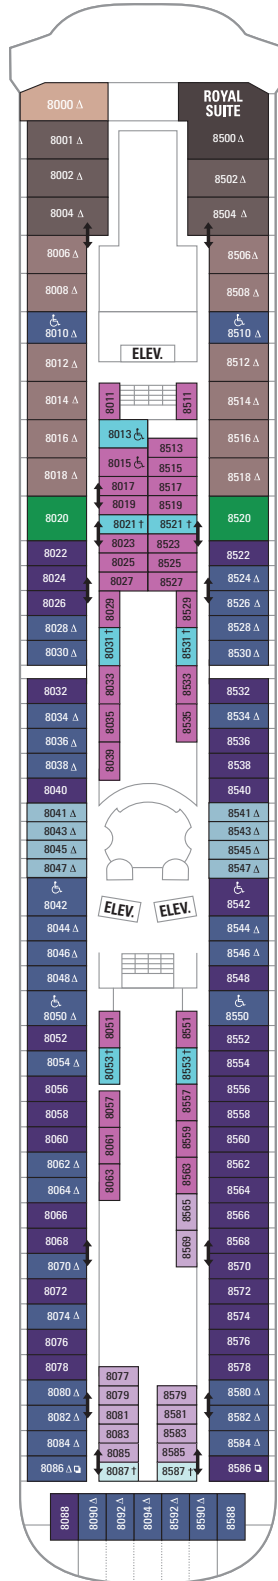 8000 Δ
ROYAL
SUITE
8001 Δ
8500 Δ
8002 Δ
8502 Δ
8004 Δ
8504 Δ
8006 Δ
8506 Δ
8008 Δ
8508 Δ
8010 Δ
8510 Δ
ELEV.
8012 Δ
8512 Δ
8014 Δ
8011
8511
8514 Δ
8016 Δ
8013
8513
8516 Δ
8015
8515
8018 Δ
8017
8517
8518 Δ
8019
8519
8020
8021 †
8521 †
8520
8023
8523
8022
8025
8525
8522
8024
8027
8527
8524 Δ
8026
8029
8529
8526 Δ
8028 Δ
8528 Δ
8030 Δ
8031 †
8531 †
8530 Δ
8032
8033
8533
8532
8034 Δ
8035
8535
8534 Δ
8036 Δ
8536
8038 Δ
8039
8538
8040
8540
8041 Δ
8541 Δ
8043 Δ
8543 Δ
8045 Δ
8545 Δ
8047 Δ
8547 Δ
8042
ELEV.
ELEV.
8542
8044 Δ
8544 Δ
8046 Δ
8546 Δ
8048 Δ
8548
8050 Δ
8550
8052
8051
8551
8552
8054 Δ
8053 †
8553 †
8554
8056
8057
8557
8556
8058
8558
8060
8061
8559
8560
8062 Δ
8063
8563
8562
8064 Δ
8564
8066
8565
8566
8068
8569
8568
8070 Δ
8570
8072
8572
8074 Δ
8574
8076
8576
8078
8077
8578
8080 Δ
8079
8579
8580 Δ
8082 Δ
8081
8581
8582 Δ
8084 Δ
8083
8583
8584 Δ
8085
8585
8086 Δ❑
8087 †
8587 †
8586 ❑
8088
8090 Δ
8092 Δ
8094 Δ
8592 Δ
8590 Δ
8588